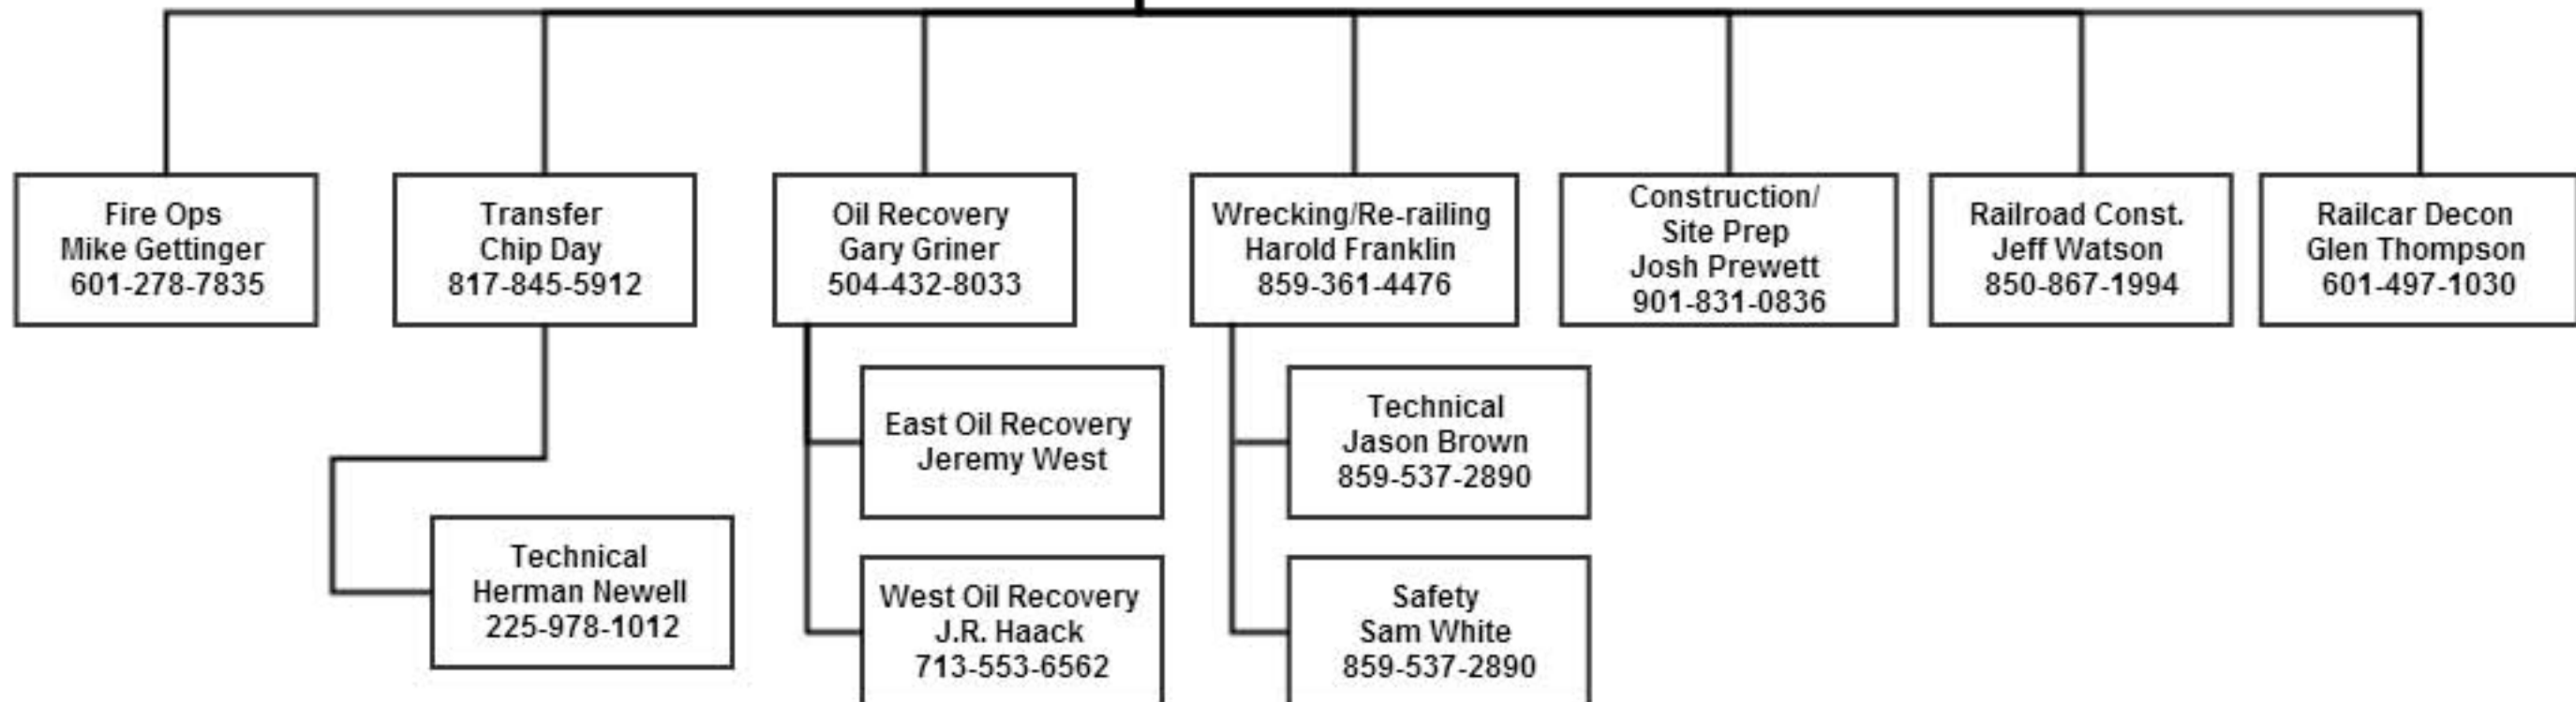 Fire Ops
Mike Gettinger
601-278-7835
Transfer
Chip Day
817-845-5912
Oil Recovery
Gary Griner
504-432-8033
Wrecking/Re-railing
Harold Franklin
859-361-4476
Construction/
Site Prep
Josh Prewett
901-831-0836
Railroad Const.
Jeff Watson
850-867-1994
Railcar Decon
Glen Thompson
601-497-1030
East Oil Recovery
Jeremy West
Technical
Jason Brown
859-537-2890
Technical
Herman Newell
225-978-1012
West Oil Recovery
J.R. Haack
713-553-6562
Safety
Sam White
859-537-2890